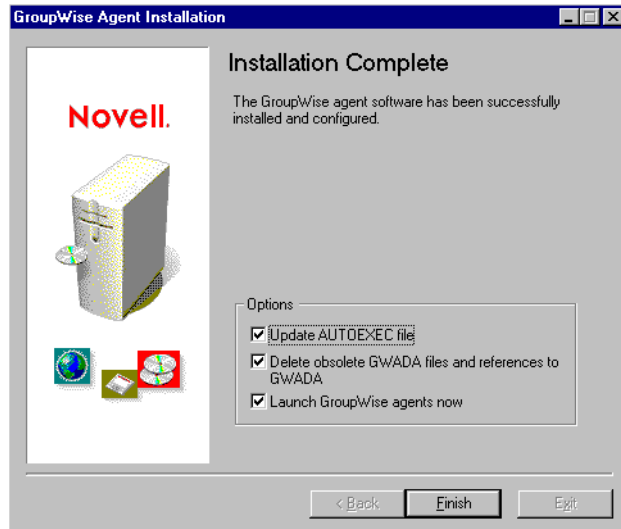 GroupWise Agent Installation
Installation Complete
The GroupWise agent software has been successfully
installed and configured.
Novell.
Options
Update AUTOEXEC file
Delete obsolete GWADA files and references to
GWADA
Launch GroupWise agents now
< Back
Finish
Exit